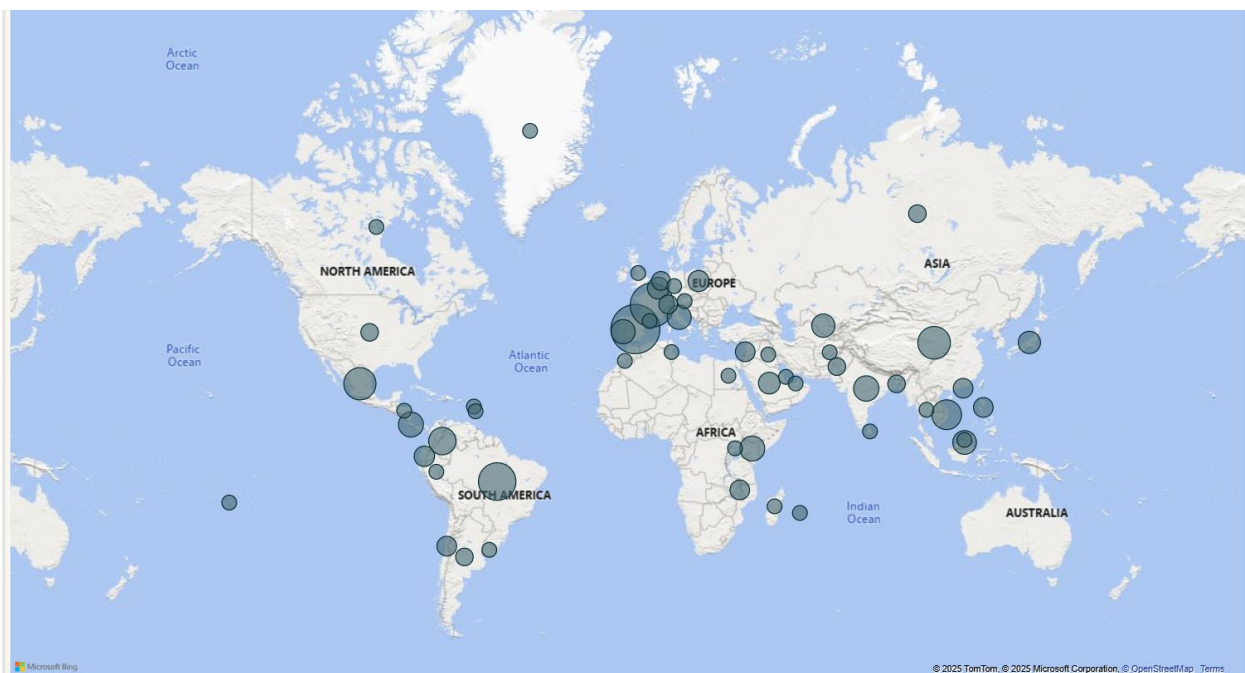 Arctic
Ocean
NORTH AMERICA
ASIA
EUROPE
Pacific
Ocean
Atlantic
Ocean
AFRICA
SOUTH AMERICA
Indian
Ocean
AUSTRALIA
Microsoft Bing
© 2025 TomTom, © 2025 Microsoft Corporation, © OpenStreetMap Terms